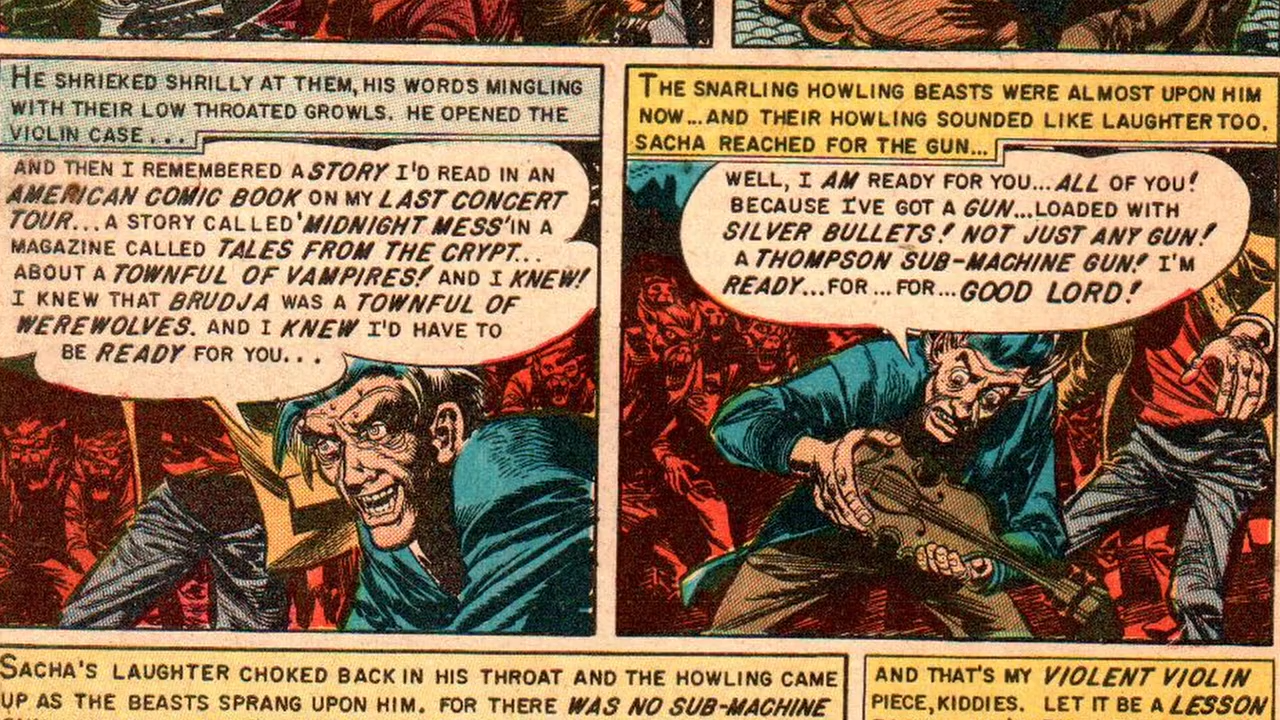 HE SHRIEKED SHRILLY AT THEM, HIS WORDS MINGLING
WITH THEIR LOW THROATED GROWLS. HE OPENED THE
VIOLIN CASE....
AND THEN I REMEMBERED A STORY I'D READ IN AN
AMERICAN COMIC BOOK ON MY LAST CONCERT
TOUR...A STORY CALLED 'MIDNIGHT MESS' IN A
MAGAZINE CALLED TALES FROM THE CRYPT...
ABOUT A TOWNFUL OF VAMPIRES! AND I KNEW!
I KNEW THAT BRUDJA WAS A TOWNFUL OF
WEREWOLVES. AND I KNEW I'D HAVE TO
BE READY FOR YOU...
THE SNARLING HOWLING BEASTS WERE ALMOST UPON HIM
NOW...AND THEIR HOWLING SOUNDED LIKE LAUGHTER TOO.
SACHA REACHED FOR THE GUN...
WELL, I AM READY FOR YOU...ALL OF YOU!
BECAUSE I'VE GOT A GUN...LOADED WITH
SILVER BULLETS! NOT JUST ANY GUN!
A THOMPSON SUB-MACHINE GUN! I'M
READY...FOR...FOR...GOOD LORD!
SACHA'S LAUGHTER CHOKED BACK IN HIS THROAT AND THE HOWLING CAME
UP AS THE BEASTS SPRANG UPON HIM. FOR THERE WAS NO SUB-MACHINE
AND THAT'S MY VIOLENT VIOLIN
PIECE, KIDDIES. LET IT BE A LESSON